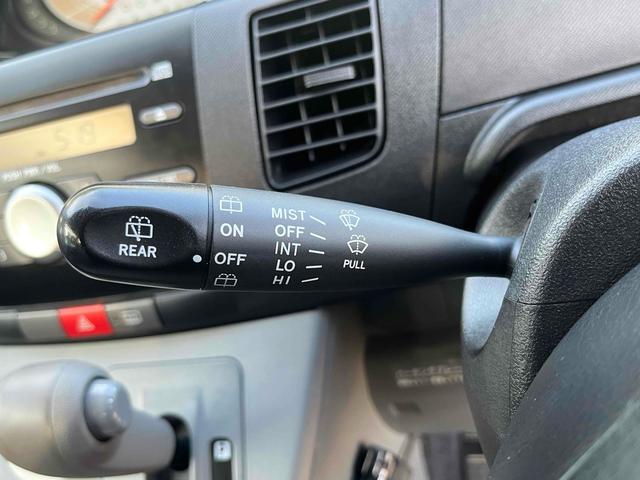 REAR
ON
OFF
MIST
OFF
INT
LO
HI
PULL